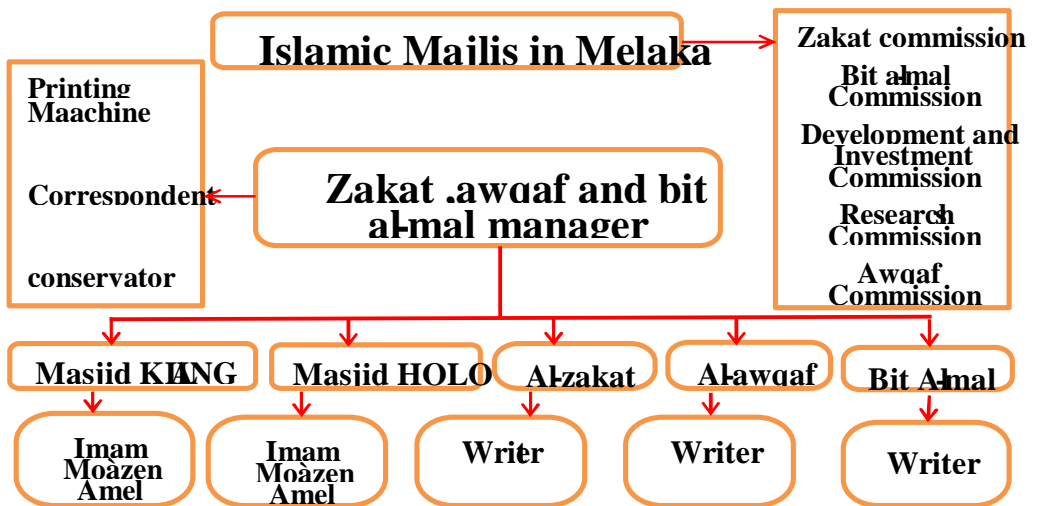 Islamic Majlis in Melaka
Zakat commission
Bit al-mal
Commission
Development and
Investment
Commission
Research
Commission
Awqaf
Commission
Printing
Maachine
Correspondent
conservator
Zakat ,awqaf and bit
al-mal manager
Masjid KLANG
Masjid HOLO
Al-zakat
Al-awqaf
Bit Al-mal
Imam
Moàzen
Amel
Imam
Moàzen
Amel
Writer
Writer
Writer